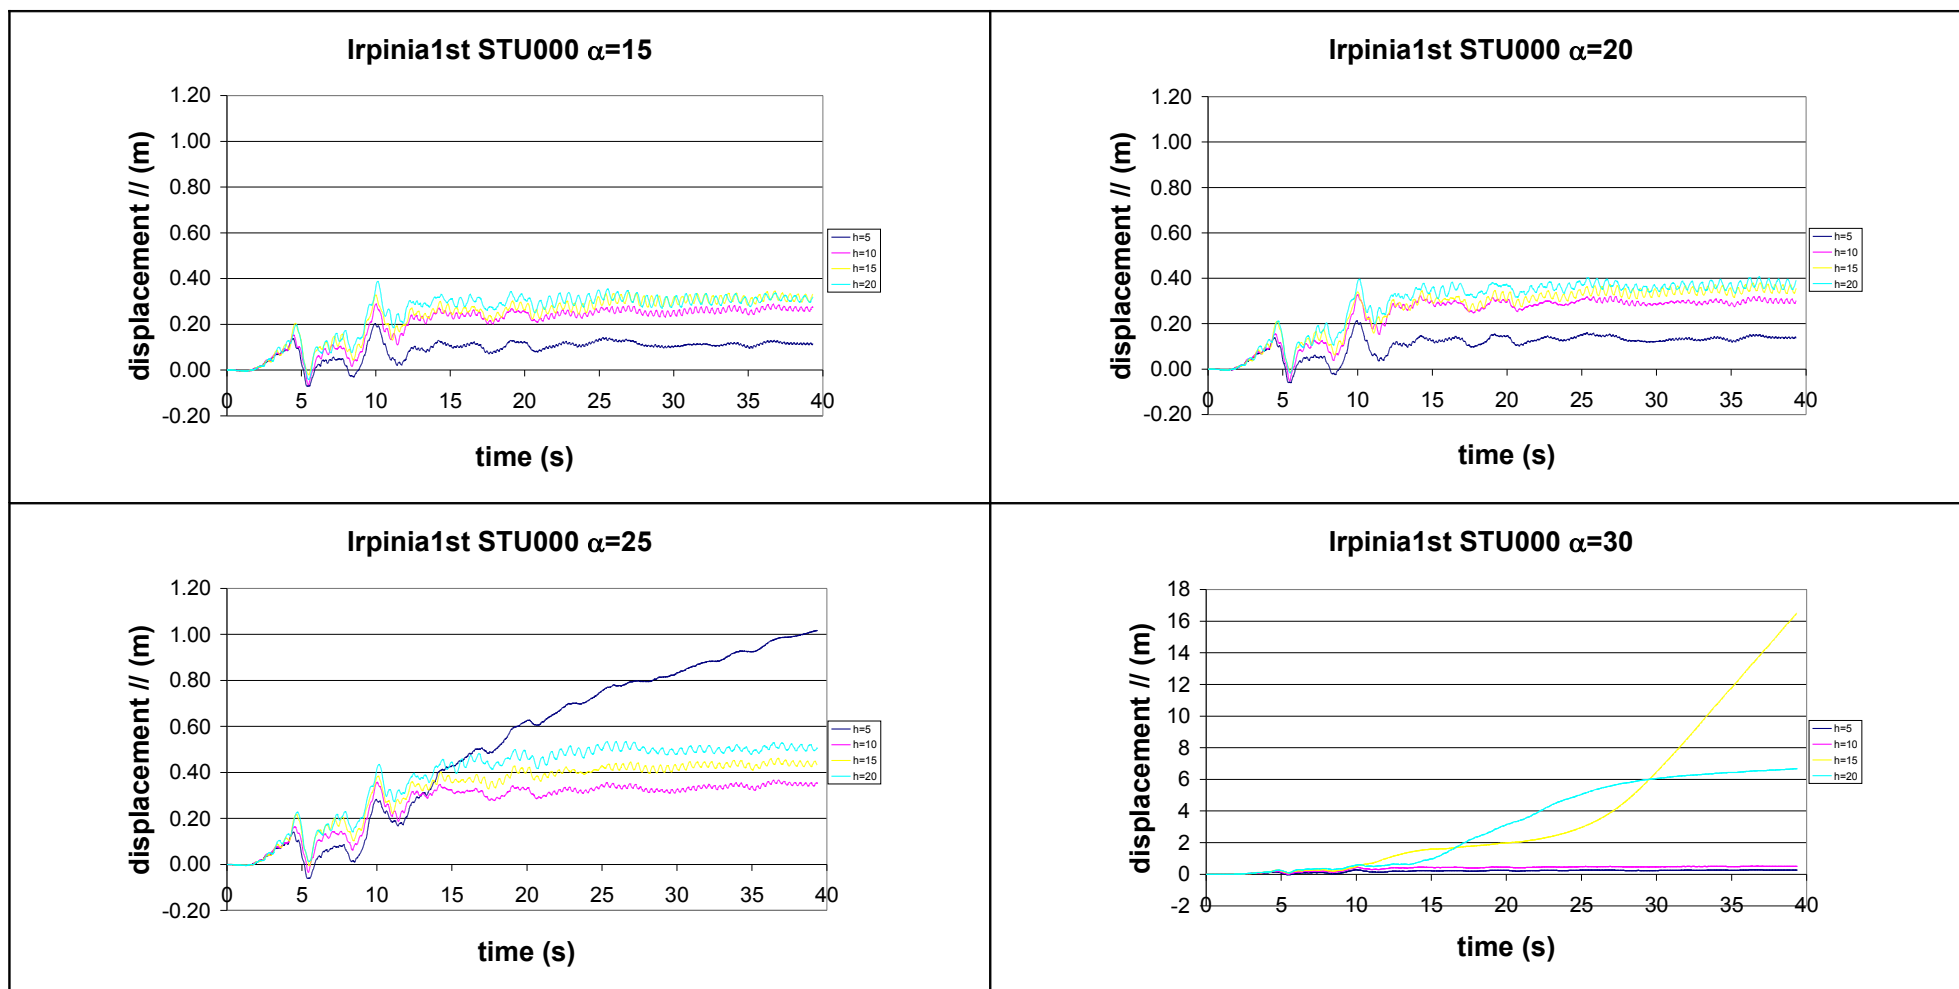 Irpinia1st STU000 α=15
displacement // (m)
1.20
1.00
0.80
0.60
0.40
0.20
0.00
-0.20
0 5 10 15 20 25 30 35 40
time (s)
h=5
h=10
h=15
h=20
Irpinia1st STU000 α=20
displacement // (m)
1.20
1.00
0.80
0.60
0.40
0.20
0.00
-0.20
0 5 10 15 20 25 30 35 40
time (s)
h=5
h=10
h=15
h=20
Irpinia1st STU000 α=25
displacement // (m)
1.20
1.00
0.80
0.60
0.40
0.20
0.00
-0.20
0 5 10 15 20 25 30 35 40
time (s)
h=5
h=10
h=15
h=20
Irpinia1st STU000 α=30
displacement // (m)
18
16
14
12
10
8
6
4
2
0
-2
0 5 10 15 20 25 30 35 40
time (s)
h=5
h=10
h=15
h=20